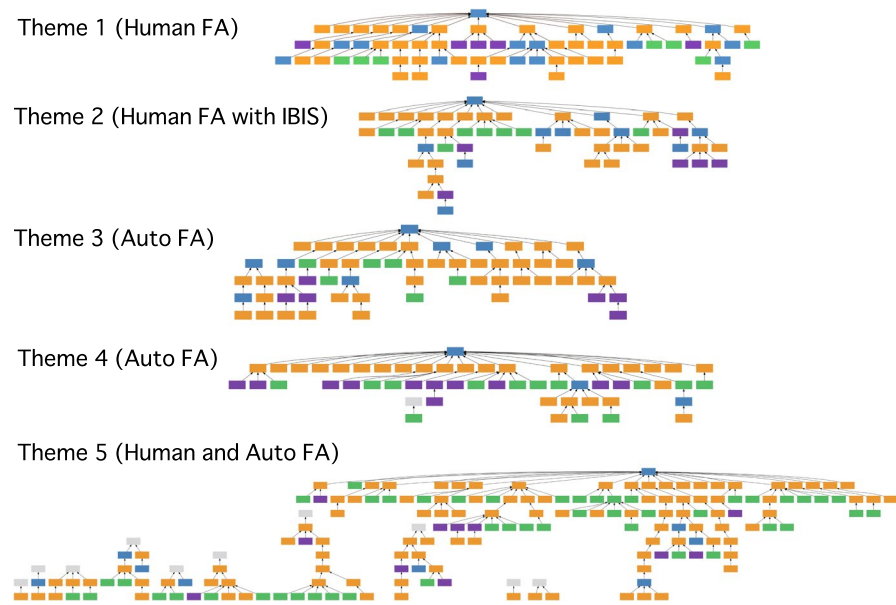 Theme 1 (Human FA)
Theme 2 (Human FA with IBIS)
Theme 3 (Auto FA)
Theme 4 (Auto FA)
Theme 5 (Human and Auto FA)